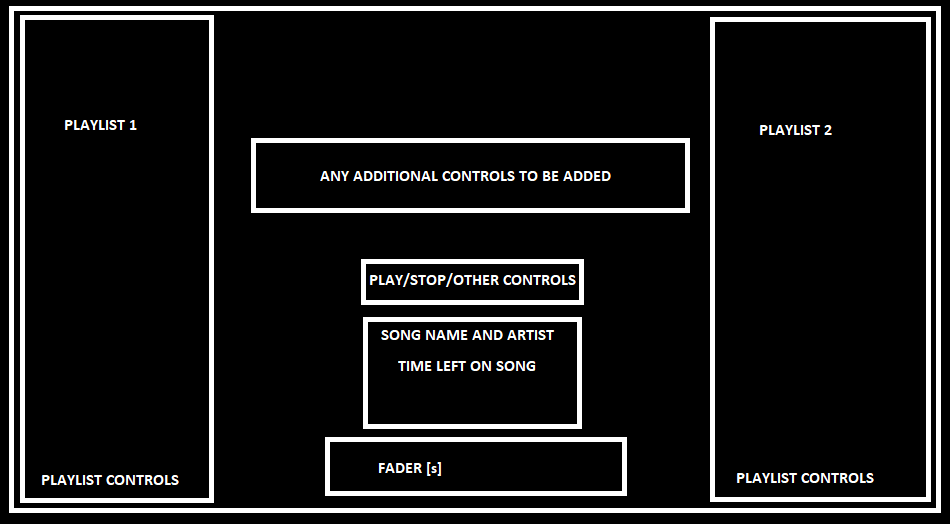 PLAYLIST 1
PLAYLIST 2
ANY ADDITIONAL CONTROLS TO BE ADDED
PLAY/STOP/OTHER CONTROLS
SONG NAME AND ARTIST
TIME LEFT ON SONG
FADER [s]
PLAYLIST CONTROLS
PLAYLIST CONTROLS